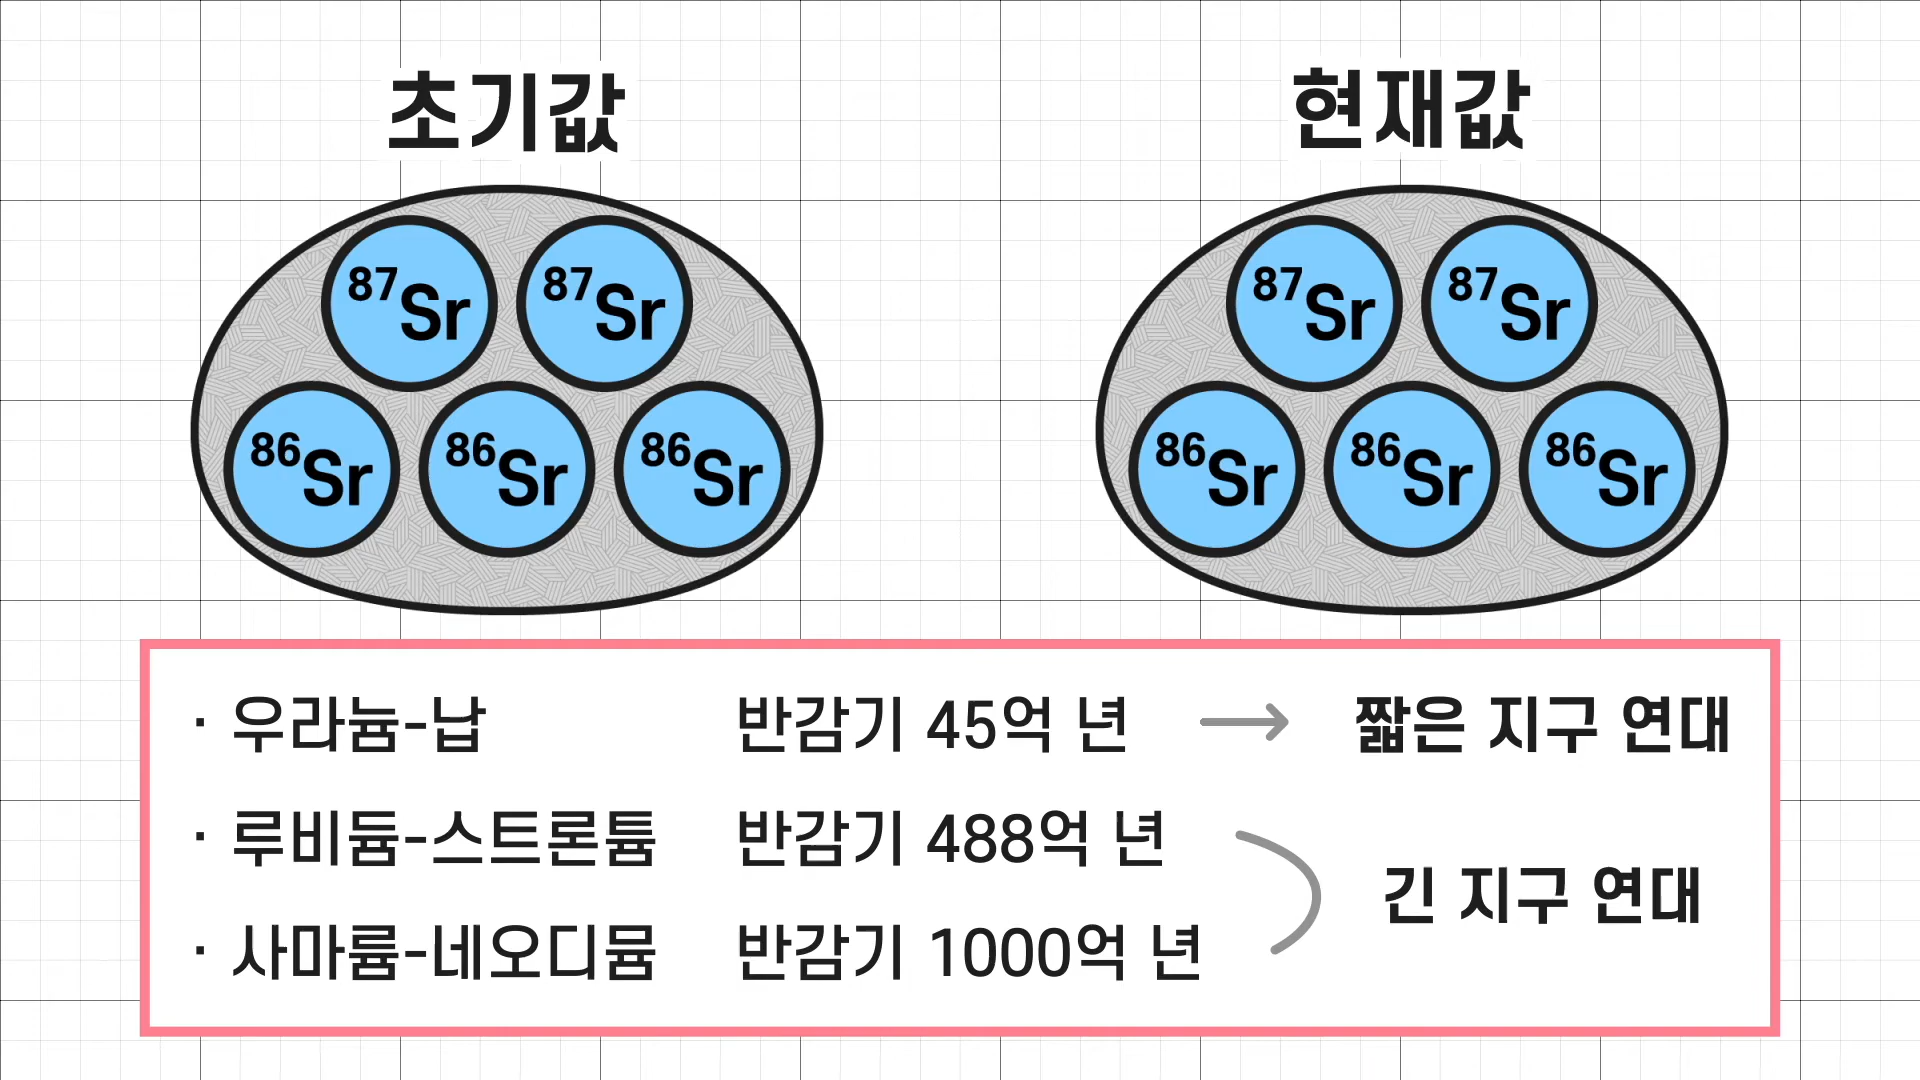 초기값
현재값
87Sr 87Sr
86Sr 86Sr 86Sr
87Sr 87Sr
86Sr 86Sr 86Sr
· 우라늄-납 반감기 45억 년 → 짧은 지구 연대
· 루비듐-스트론튬 반감기 488억 년
· 사마륨-네오디뮴 반감기 1000억 년
긴 지구 연대